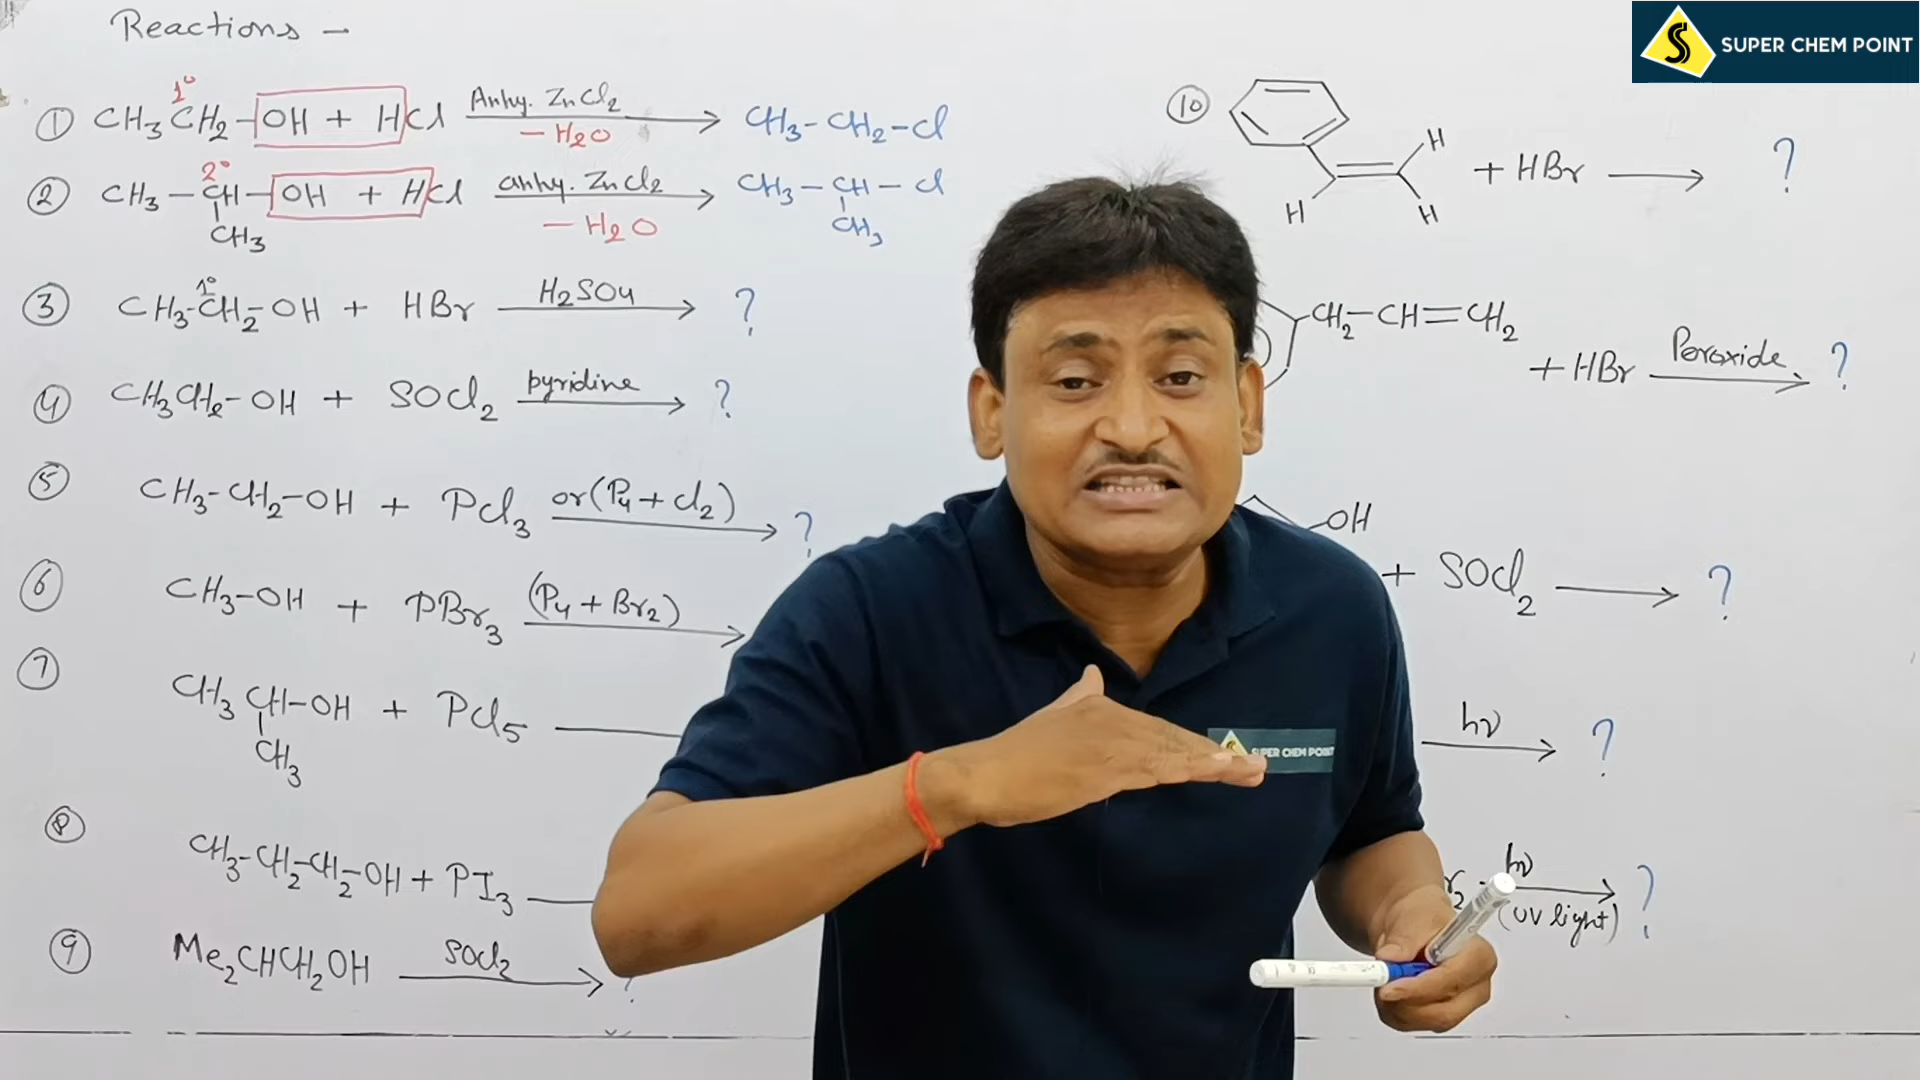 SUPER CHEM POINT
Reactions -
① CH3 CH2-OH + HCl Anhy. ZnCl2 → CH3-CH2-Cl
1°
- H2O
② CH3 - CH-OH + HCl anhy. ZnCl2 → CH3 - CH - Cl
2°
- H2O
CH3 CH3
③ CH3-CH2-OH + HBr H2SO4 → ?
1°
④ CH3CH2-OH + SOCl2 pyridine → ?
⑤ CH3-CH2-OH + PCl3 or (P4 + Cl2) → ?
⑥ CH3-OH + PBr3 (P4 + Br2) →
⑦ CH3 CH-OH + PCl5
CH3
⑧ CH3-CH2-CH2-OH + PI3
⑨ Me2CHCH2OH SOCl2 → ?
⑩ H H H + HBr → ?
CH2-CH=CH2 + HBr Peroxide → ?
OH + SOCl2 → ?
hν → ?
r2 hν (UV light) → ?
SUPER CHEM POINT